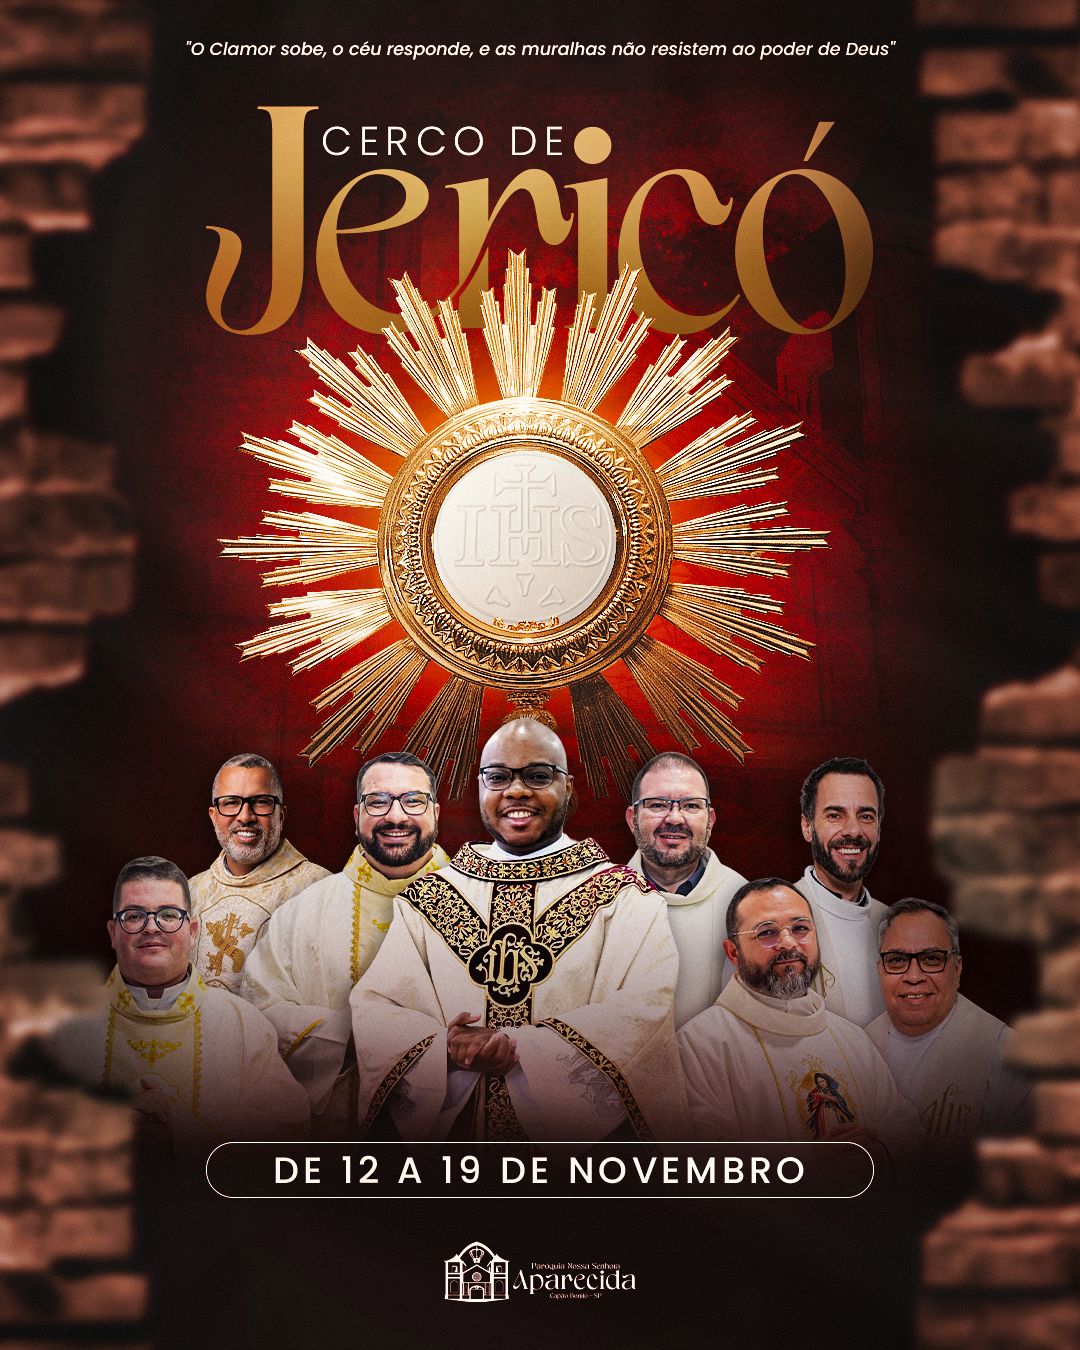 "O Clamor sobe, o céu responde, e as muralhas não resistem ao poder de Deus"
CERCO DE
Jericó
IHS
ihs
DE 12 A 19 DE NOVEMBRO
Paróquia Nossa Senhora
Aparecida
Capão Bonito - SP